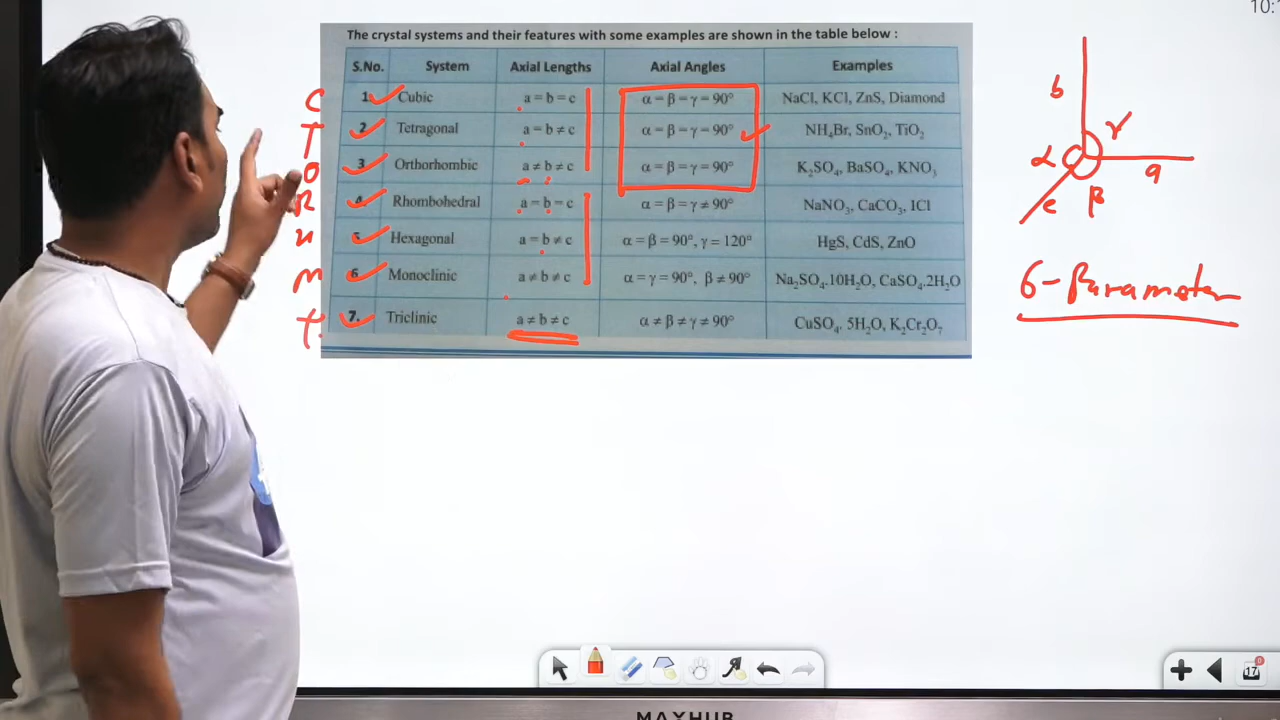 10:
The crystal systems and their features with some examples are shown in the table below :
S.No. System Axial Lengths Axial Angles Examples
C 1. Cubic a = b = c α = β = γ = 90° NaCl, KCl, ZnS, Diamond
T 2 Tetragonal a = b ≠ c α = β = γ = 90° NH₄Br, SnO₂, TiO₂
O 3 Orthorhombic a ≠ b ≠ c α = β = γ = 90° K₂SO₄, BaSO₄, KNO₃
R 4 Rhombohedral a = b = c α = β = γ ≠ 90° NaNO₃, CaCO₃, ICl
H 5 Hexagonal a = b ≠ c α = β = 90°, γ = 120° HgS, CdS, ZnO
M 6 Monoclinic a ≠ b ≠ c α = γ = 90°, β ≠ 90° Na₂SO₄.10H₂O, CaSO₄.2H₂O
T 7. Triclinic a ≠ b ≠ c α ≠ β ≠ γ ≠ 90° CuSO₄. 5H₂O, K₂Cr₂O₇
b
γ
α
a
c β
6-Parameter
17
MAXHUB